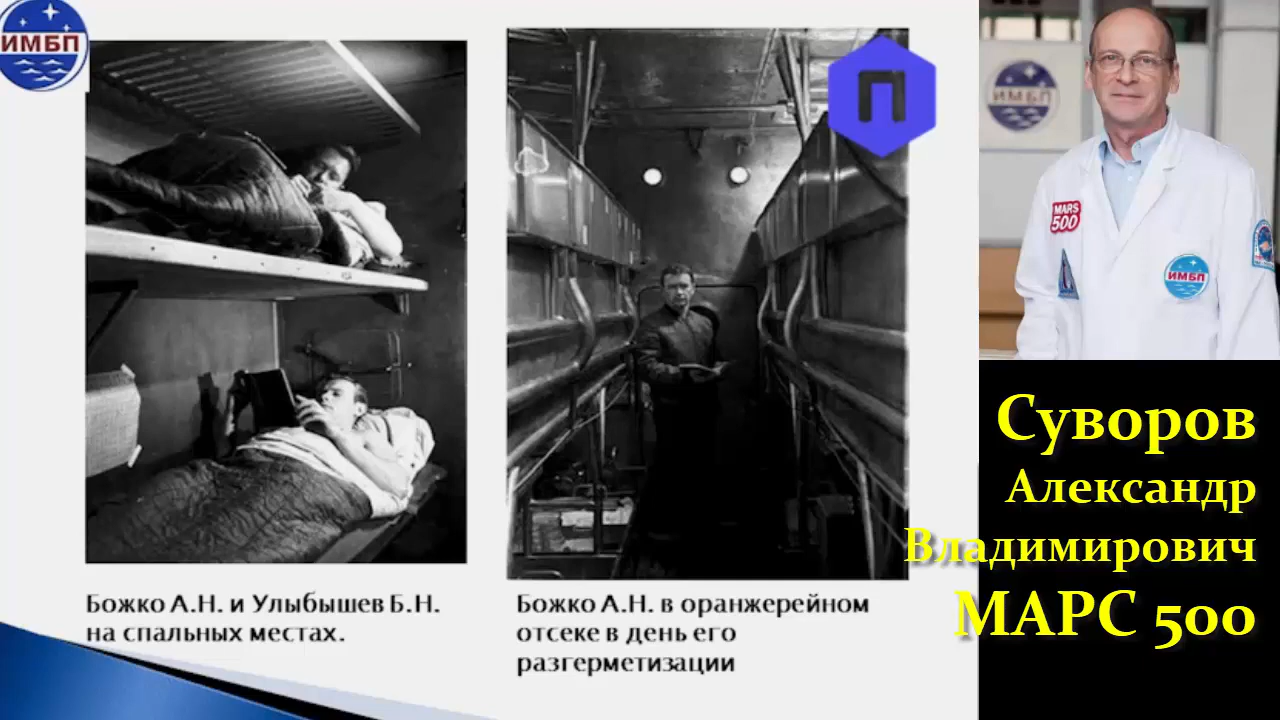 ИМБП
П
ИМБП
MARS
500
ИМБП
Суворов
Александр
Владимирович
МАРС 500
Божко А.Н. и Улыбышев Б.Н.
на спальных местах.
Божко А.Н. в оранжерейном
отсеке в день его
разгерметизации